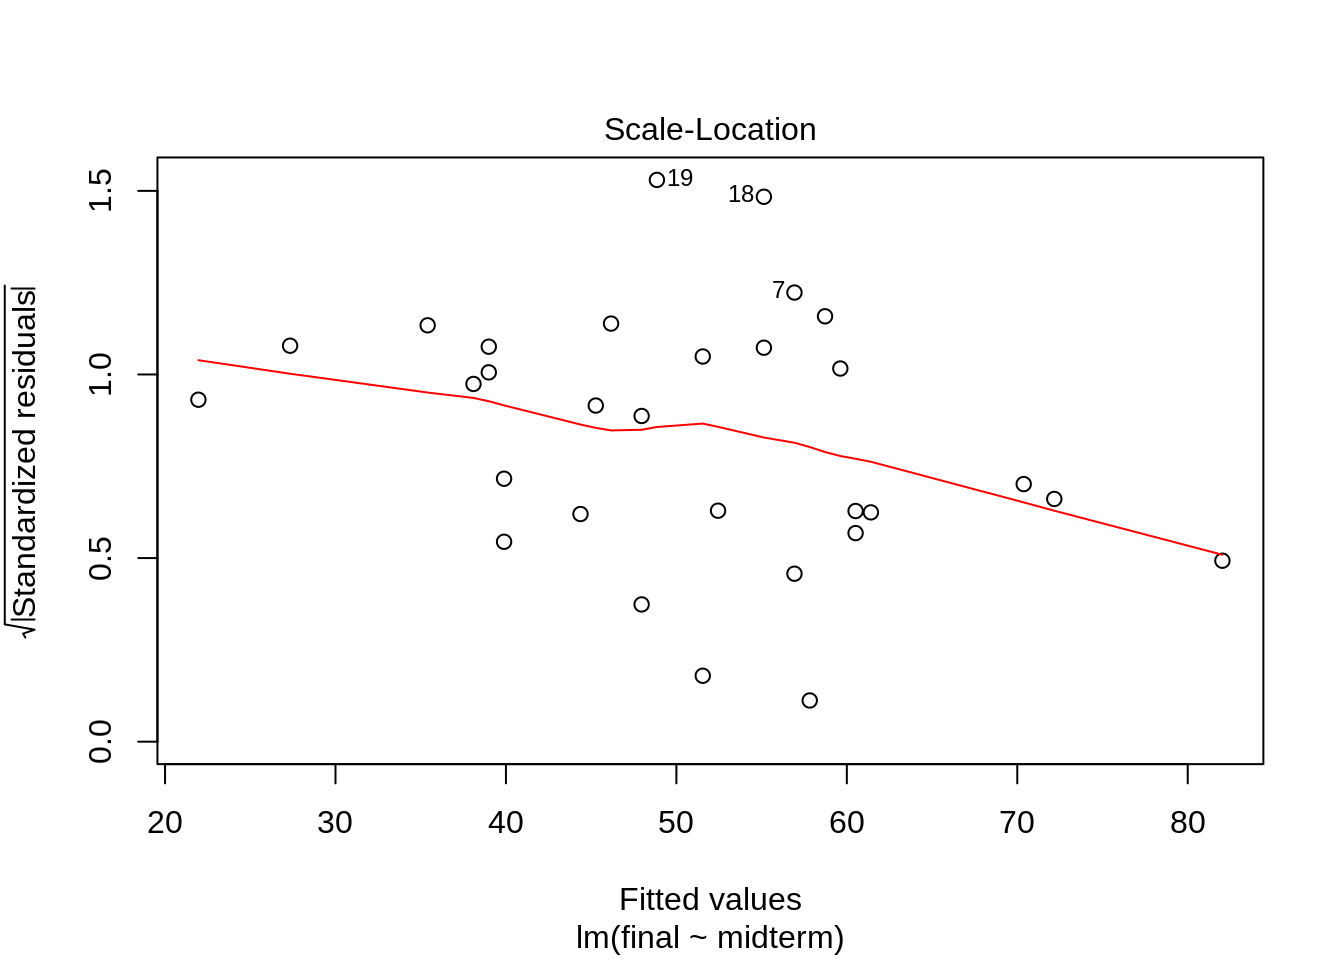 Scale-Location
√|Standardized residuals|
1.5
1.0
0.5
0.0
19
18
7
20 30 40 50 60 70 80
Fitted values
lm(final ~ midterm)